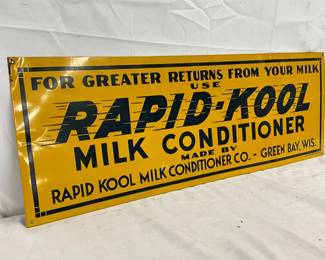 FOR GREATER RETURNS FROM YOUR MILK
USE
RAPID-KOOL
MILK CONDITIONER
MADE BY
RAPID KOOL MILK CONDITIONER CO. - GREEN BAY, WIS.